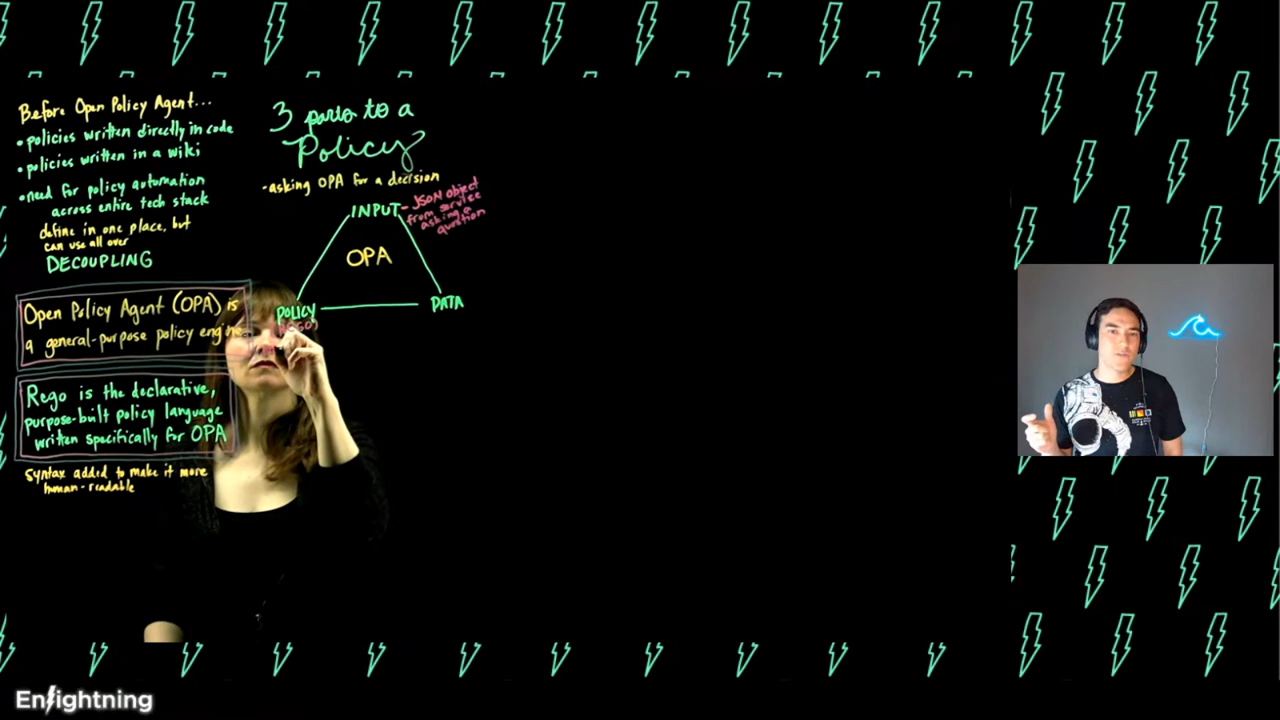 Before Open Policy Agent...
• policies written directly in code
• policies written in a wiki
• need for policy automation
across entire tech stack
define in one place, but
can use all over
DECOUPLING
Open Policy Agent (OPA) is
a general-purpose policy engine
Rego is the declarative,
purpose-built policy language
written specifically for OPA
Syntax added to make it more
human-readable
3 parts to a
Policy
- asking OPA for a decision
INPUT - JSON object
from service
asking a
question
OPA
POLICY
DATA
Enlightning